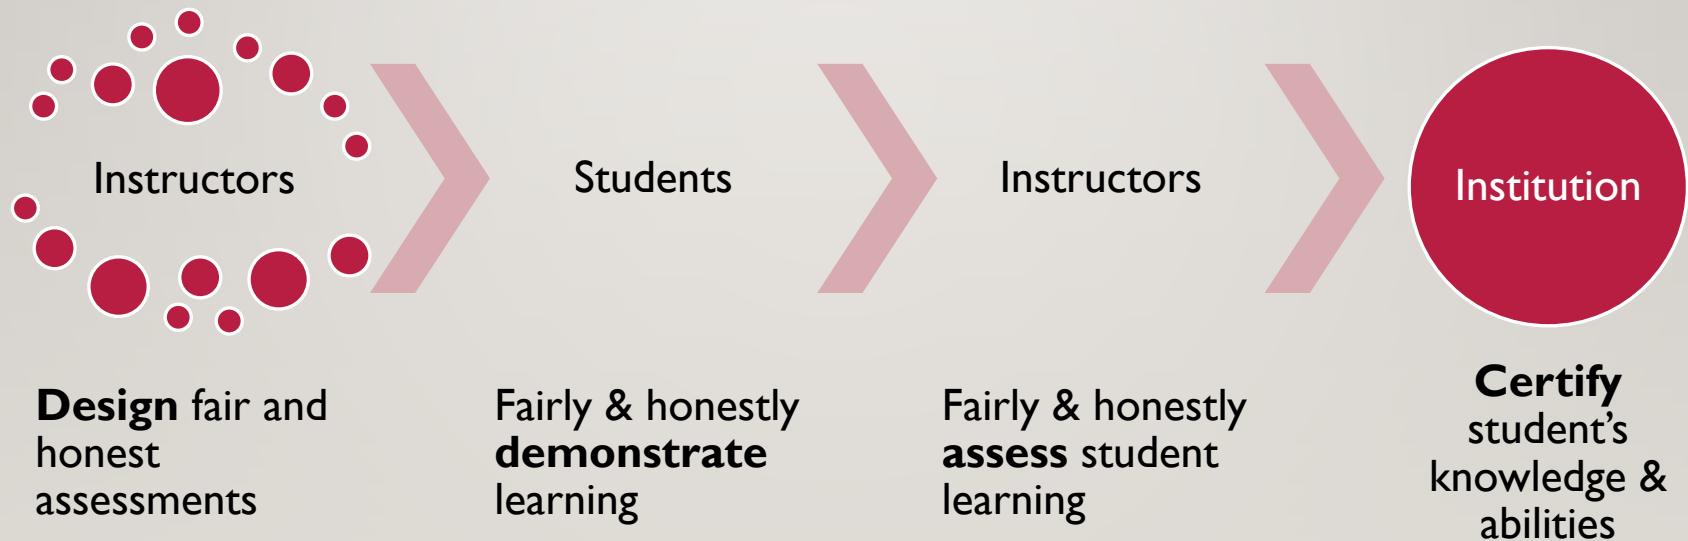 Instructors
Students
Instructors
Institution
Design fair and
honest
assessments
Fairly & honestly
demonstrate
learning
Fairly & honestly
assess student
learning
Certify
student’s
knowledge &
abilities